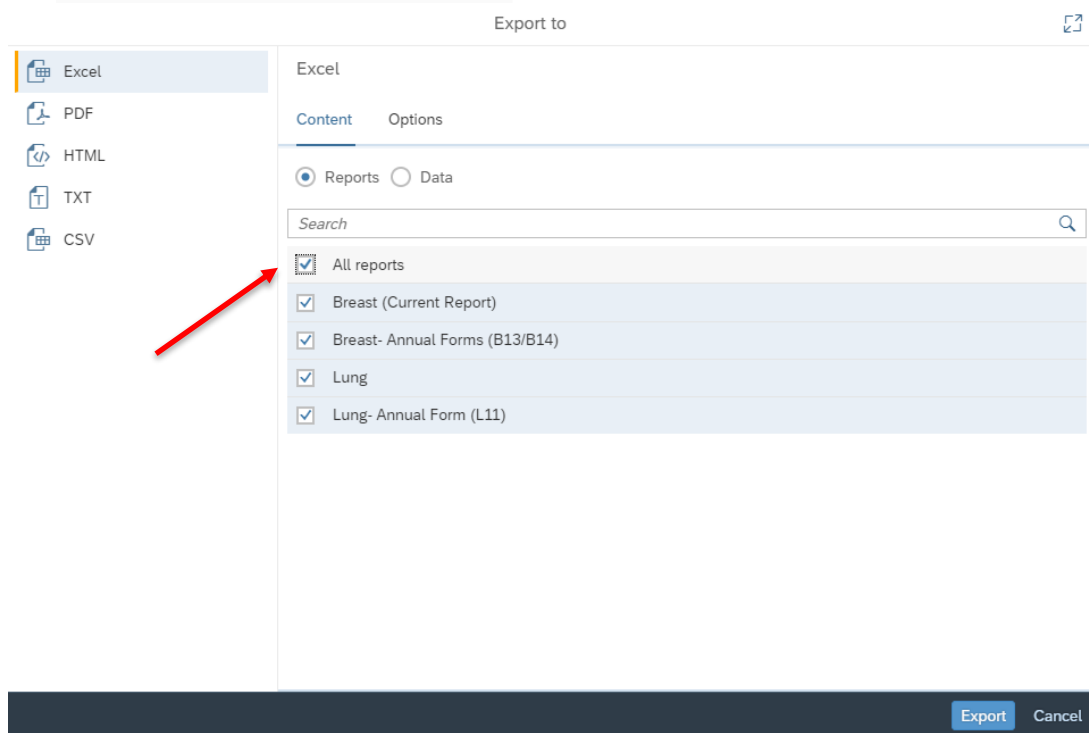 Export to
Excel
PDF
HTML
TXT
CSV
Excel
Content Options
Reports Data
Search
All reports
Breast (Current Report)
Breast- Annual Forms (B13/B14)
Lung
Lung- Annual Form (L11)
Export Cancel